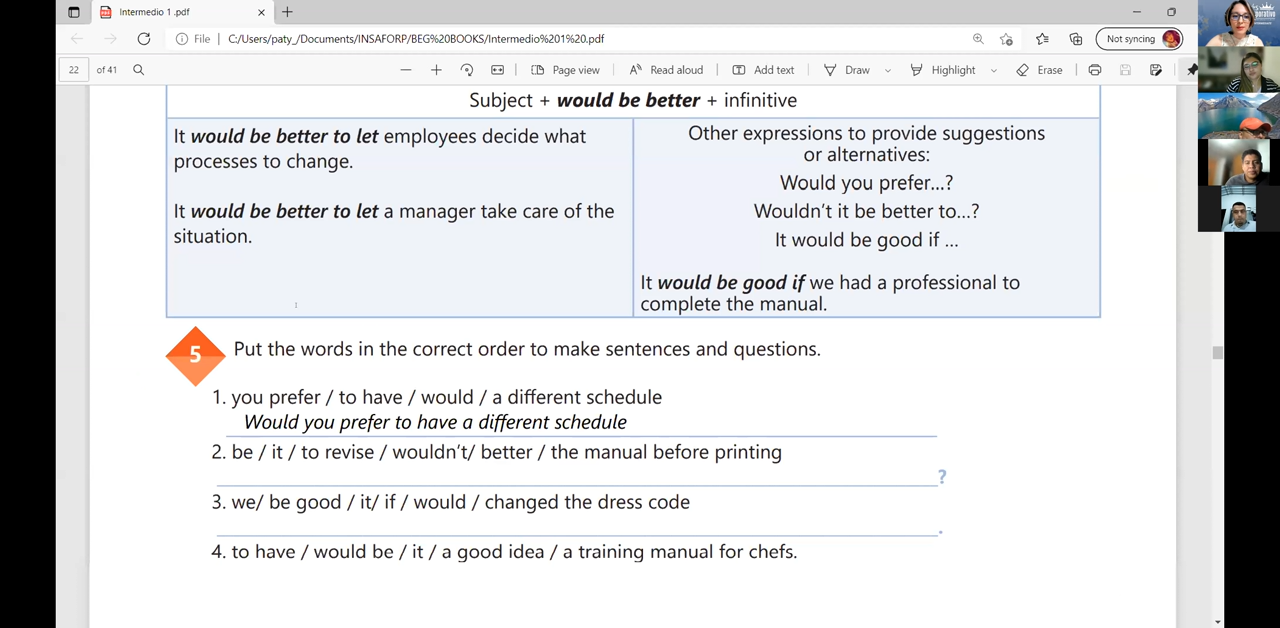 Intermedio 1 .pdf
File
C:/Users/paty_/Documents/INSAFORP/BEG%20BOOKS/Intermedio%201%20.pdf
Not syncing
22 of 41
Page view
Read aloud
Add text
Draw
Highlight
Erase
Subject + would be better + infinitive
It would be better to let employees decide what
processes to change.
It would be better to let a manager take care of the
situation.
Other expressions to provide suggestions
or alternatives:
Would you prefer...?
Wouldn't it be better to...?
It would be good if ...
It would be good if we had a professional to
complete the manual.
5
Put the words in the correct order to make sentences and questions.
1. you prefer / to have / would / a different schedule
Would you prefer to have a different schedule
2. be / it / to revise / wouldn't/ better / the manual before printing
?
3. we/ be good / it/ if / would / changed the dress code
.
4. to have / would be / it / a good idea / a training manual for chefs.